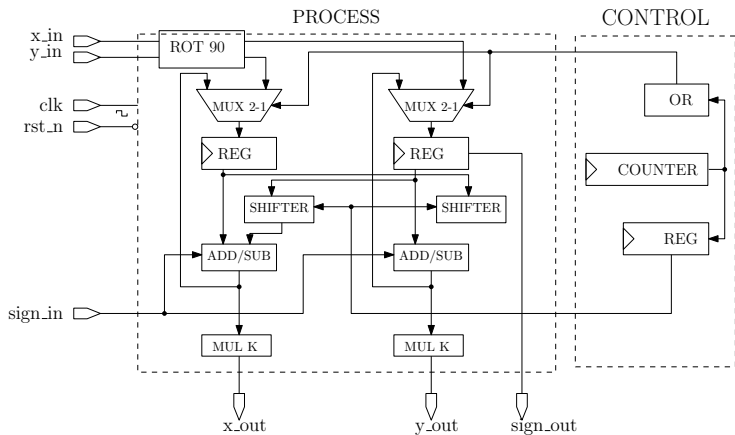 PROCESS
CONTROL
x_in
y_in
ROT 90
clk
rst_n
MUX 2-1
MUX 2-1
OR
REG
REG
COUNTER
SHIFTER
SHIFTER
REG
ADD/SUB
ADD/SUB
sign_in
MUL K
MUL K
x_out
y_out
sign_out